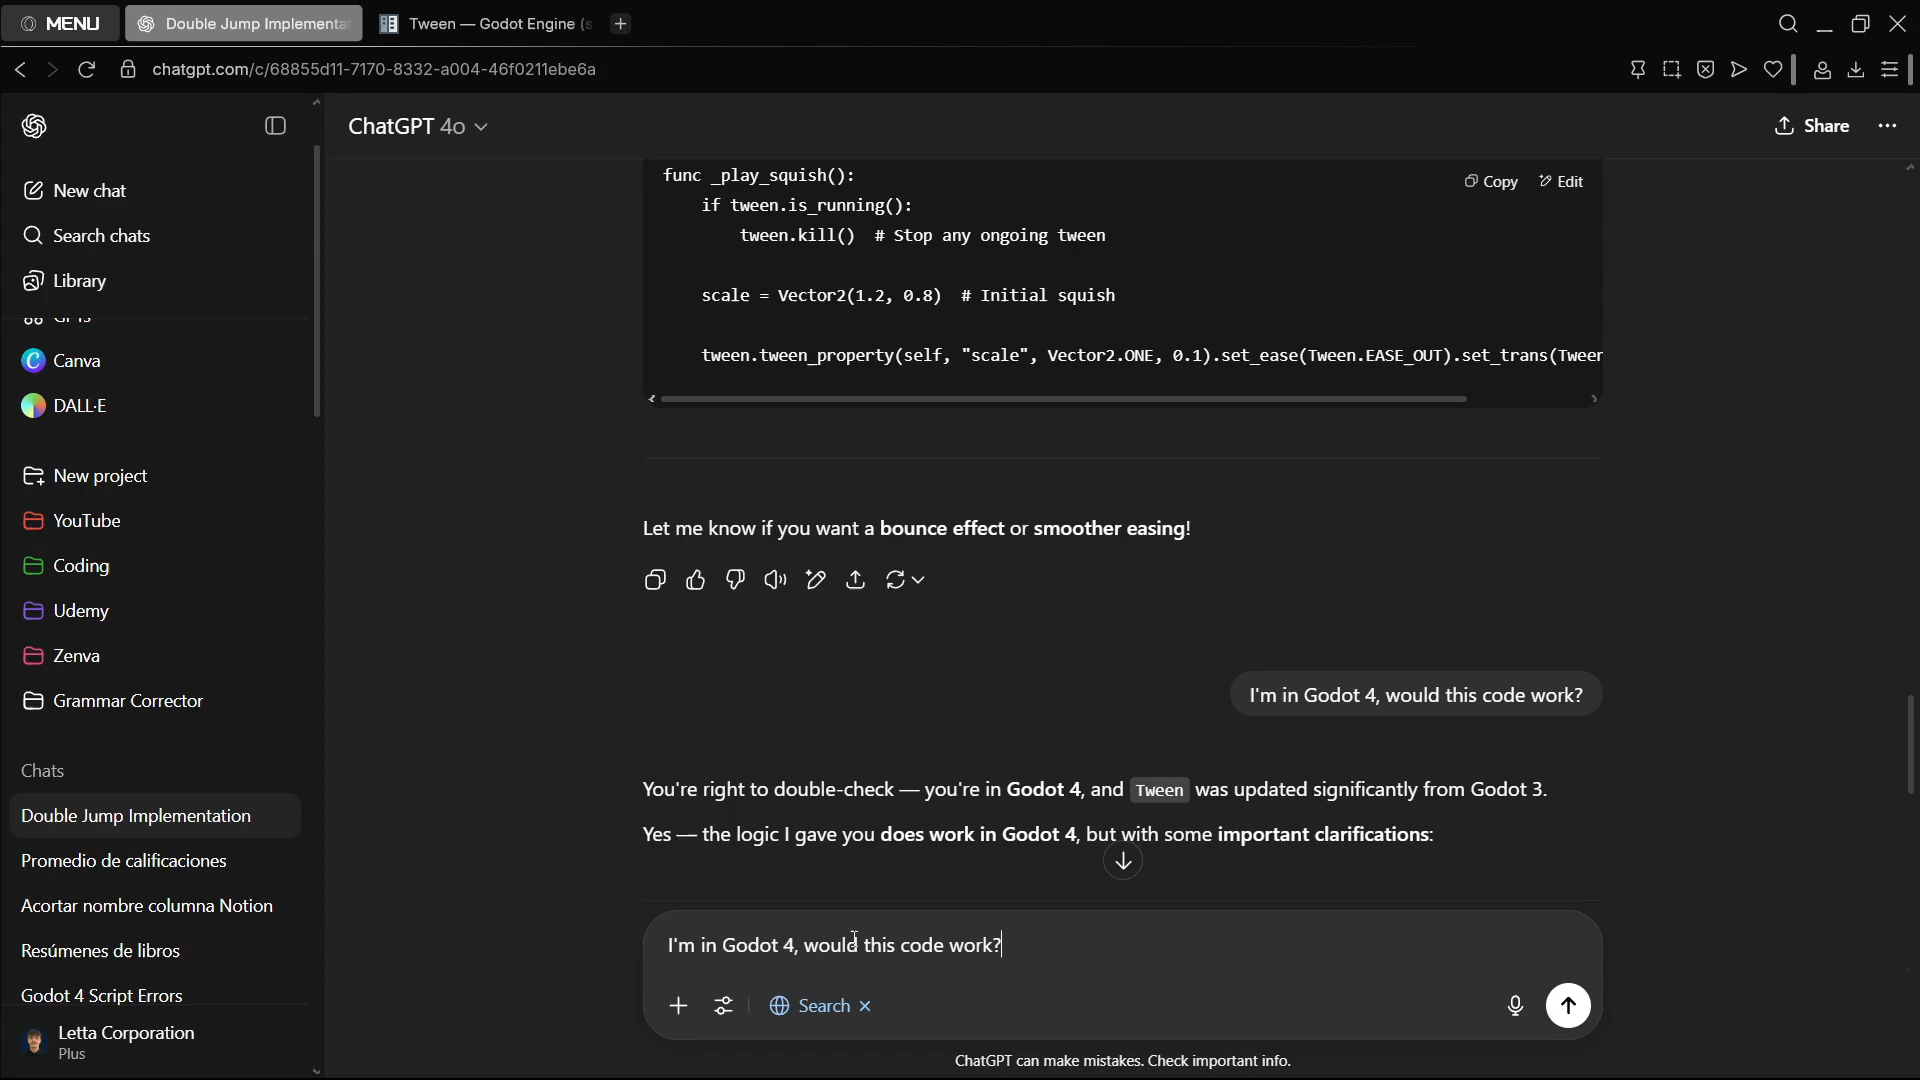 MENU
Double Jump Implementa
Tween — Godot Engine (s
chatgpt.com/c/68855d11-7170-8332-a004-46f0211ebe6a
ChatGPT 4o
Share
New chat
Search chats
Library
GPTs
Canva
DALL·E
New project
YouTube
Coding
Udemy
Zenva
Grammar Corrector
Chats
Double Jump Implementation
Promedio de calificaciones
Acortar nombre columna Notion
Resúmenes de libros
Godot 4 Script Errors
Letta Corporation
Plus
Copy
Edit
func _play_squish():
if tween.is_running():
tween.kill() # Stop any ongoing tween
scale = Vector2(1.2, 0.8) # Initial squish
tween.tween_property(self, "scale", Vector2.ONE, 0.1).set_ease(Tween.EASE_OUT).set_trans(Tween
Let me know if you want a bounce effect or smoother easing!
I'm in Godot 4, would this code work?
You're right to double-check — you're in Godot 4, and Tween was updated significantly from Godot 3.
Yes — the logic I gave you does work in Godot 4, but with some important clarifications:
I'm in Godot 4, would this code work?
Search
ChatGPT can make mistakes. Check important info.